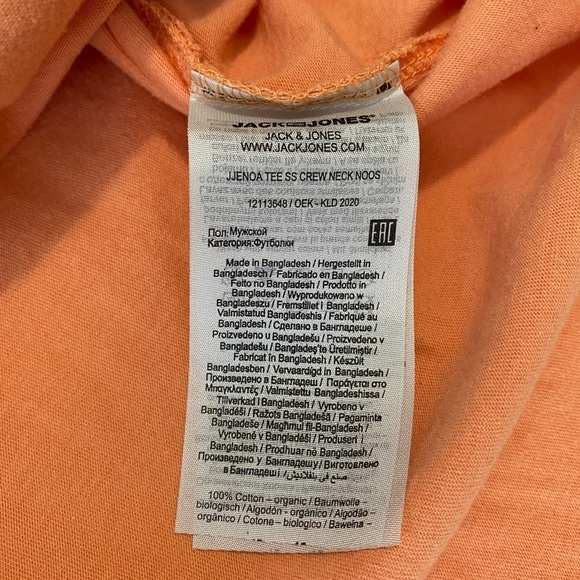 JACK JONES®
JACK & JONES
WWW.JACKJONES.COM
JJENOA TEE SS CREW NECK NOOS
12113648 / OEK - KLD 2020
Пол: Мужской
Категория:Футболки
EAC
Made in Bangladesh / Hergestellt in
Bangladesch / Fabricado en Bangladesh /
Feito no Bangladesh / Prodotto in
Bangladesh / Wyprodukowano w
Bangladeszu / Fremstillet i Bangladesh /
Valmistatud Bangladeshis / Fabriqué au
Bangladesh / Сделано в Бангладеше /
Proizvedeno u Bangladešu / Proizvedeno v
Bangladešu / Bangladeş'te Üretilmiştir /
Fabricat în Bangladesh / Készült
Bangladesben / Vervaardigd in Bangladesh /
Произведено в Бангладеш / Παράγεται στο
Μπαγκλαντές / Valmistettu Bangladeshissa /
Tillverkad i Bangladesh / Vyrobeno v
Bangladéši / Ražots Bangladešā / Pagaminta
Bangladeše / Magħmul fil-Bangladesh /
Vyrobené v Bangladéši / Produsert i
Bangladesh / Prodhuar në Bangladesh /
Произведено у Бангладешу / Виготовлено
в Бангладеші / صنع في بنغلاديش
100% Cotton – organic / Baumwolle –
biologisch / Algodón - orgánico / Algodão –
orgânico / Cotone - biologico / Bawełna –